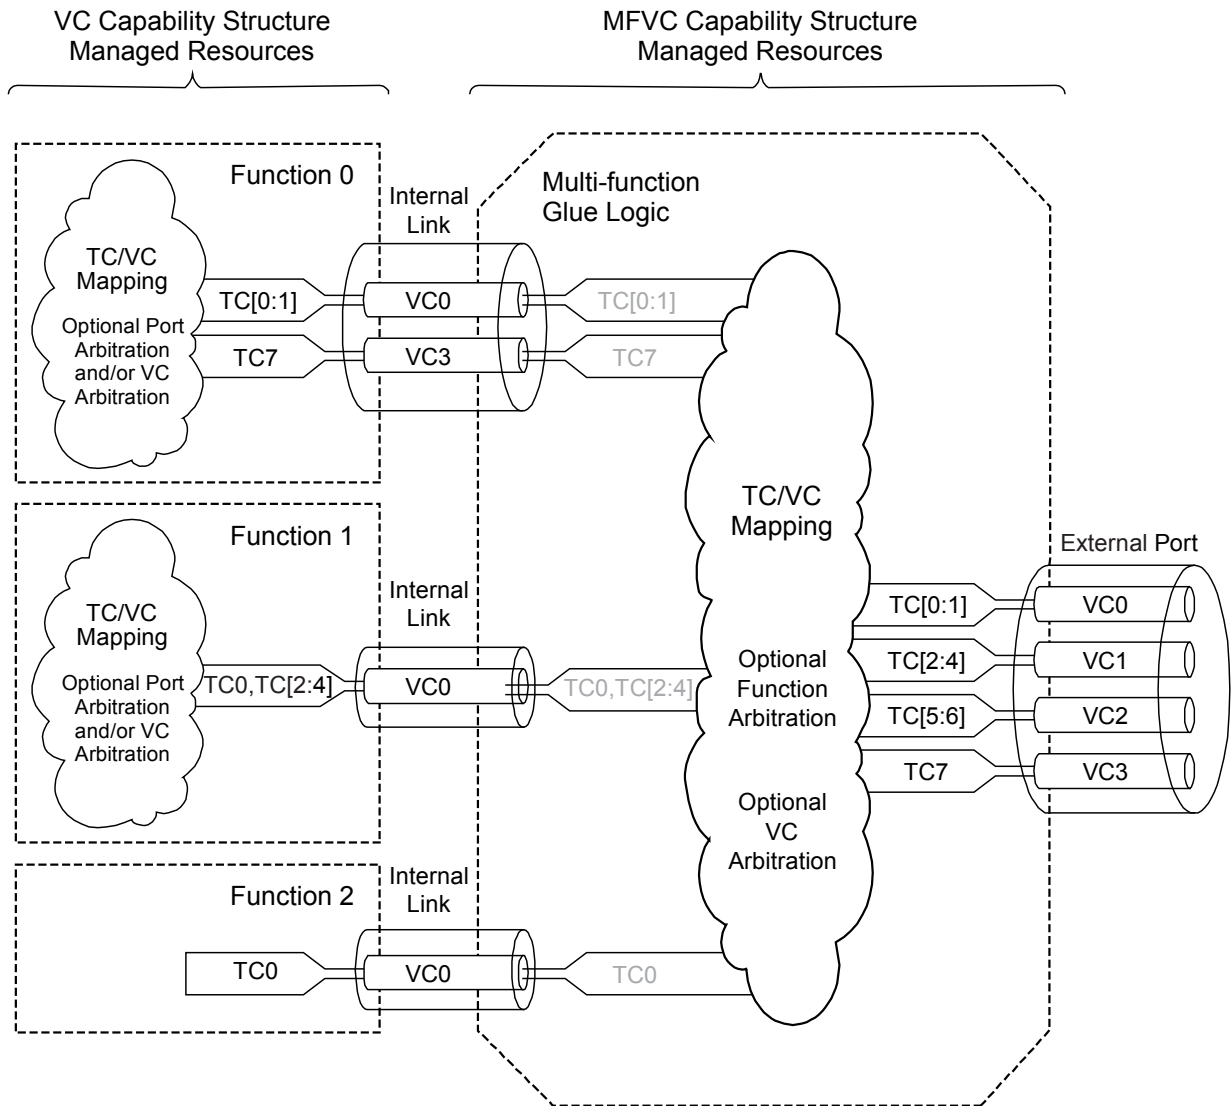 VC Capability Structure
Managed Resources
MFVC Capability Structure
Managed Resources
Function 0
TC/VC
Mapping
Optional Port
Arbitration
and/or VC
Arbitration
TC[0:1]
TC7
Internal
Link
VC0
VC3
Multi-function
Glue Logic
TC[0:1]
TC7
Function 1
TC/VC
Mapping
Optional Port
Arbitration
and/or VC
Arbitration
TC0,TC[2:4]
Internal
Link
VC0
TC0,TC[2:4]
Function 2
TC0
Internal
Link
VC0
TC0
TC/VC
Mapping
Optional
Function
Arbitration
Optional
VC
Arbitration
External Port
TC[0:1]
VC0
TC[2:4]
VC1
TC[5:6]
VC2
TC7
VC3